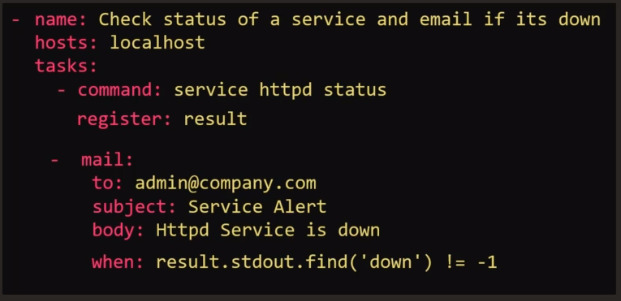 - name: Check status of a service and email if its down
hosts: localhost
tasks:
- command: service httpd status
register: result
- mail:
to: admin@company.com
subject: Service Alert
body: Httpd Service is down
when: result.stdout.find('down') != -1